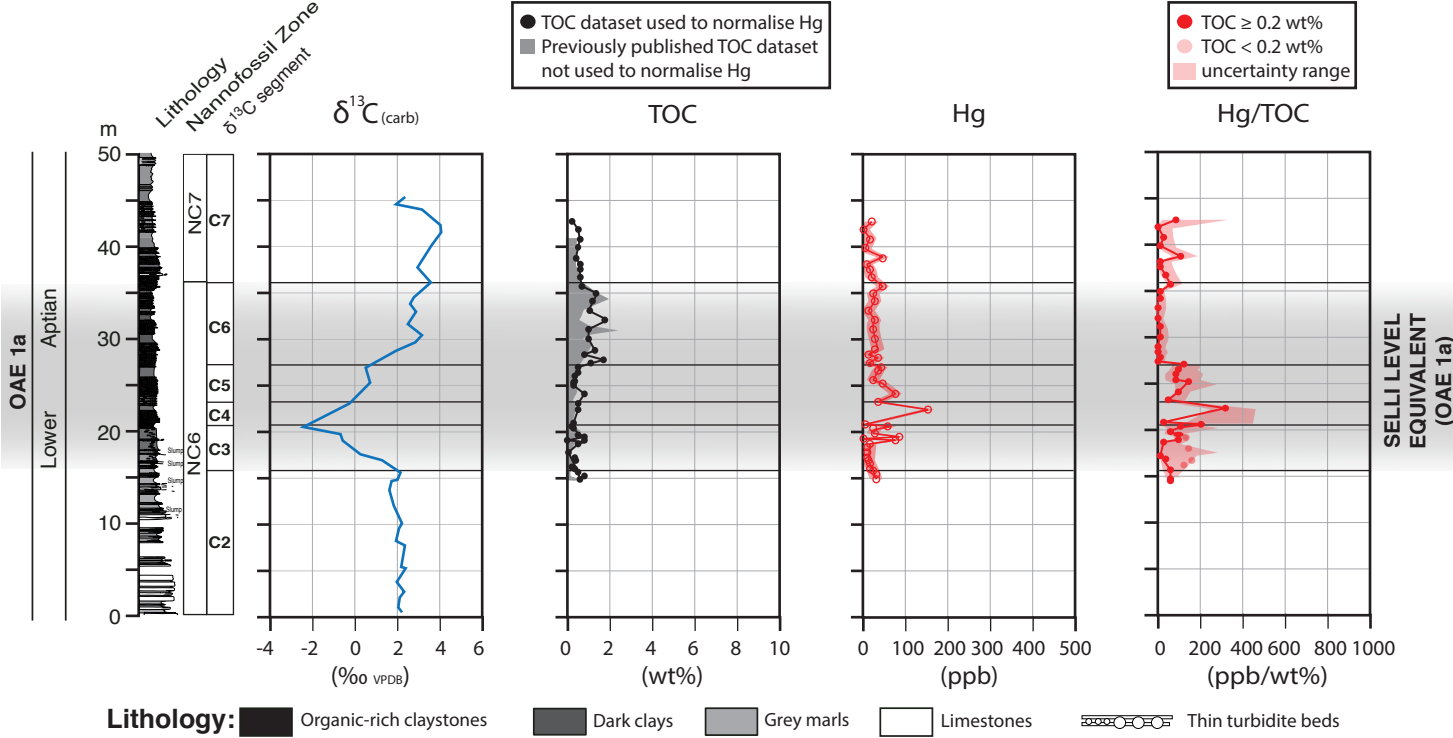 TOC dataset used to normalise Hg
Previously published TOC dataset
not used to normalise Hg
TOC ≥ 0.2 wt%
TOC < 0.2 wt%
uncertainty range
Lithology
Nannofossil Zone
δ¹³C segment
m
δ¹³C (carb)
TOC
Hg
Hg/TOC
50
40
30
20
10
0
OAE 1a
Lower Aptian
NC7
NC6
C7
C6
C5
C4
C3
C2
Slump
Slump
Slump
Slump
SELLI LEVEL
EQUIVALENT
(OAE 1a)
-4 -2 0 2 4 6
(‰ VPDB)
0 2 4 6 8 10
(wt%)
0 100 200 300 400 500
(ppb)
0 200 400 600 800 1000
(ppb/wt%)
Lithology: Organic-rich claystones Dark clays Grey marls Limestones Thin turbidite beds